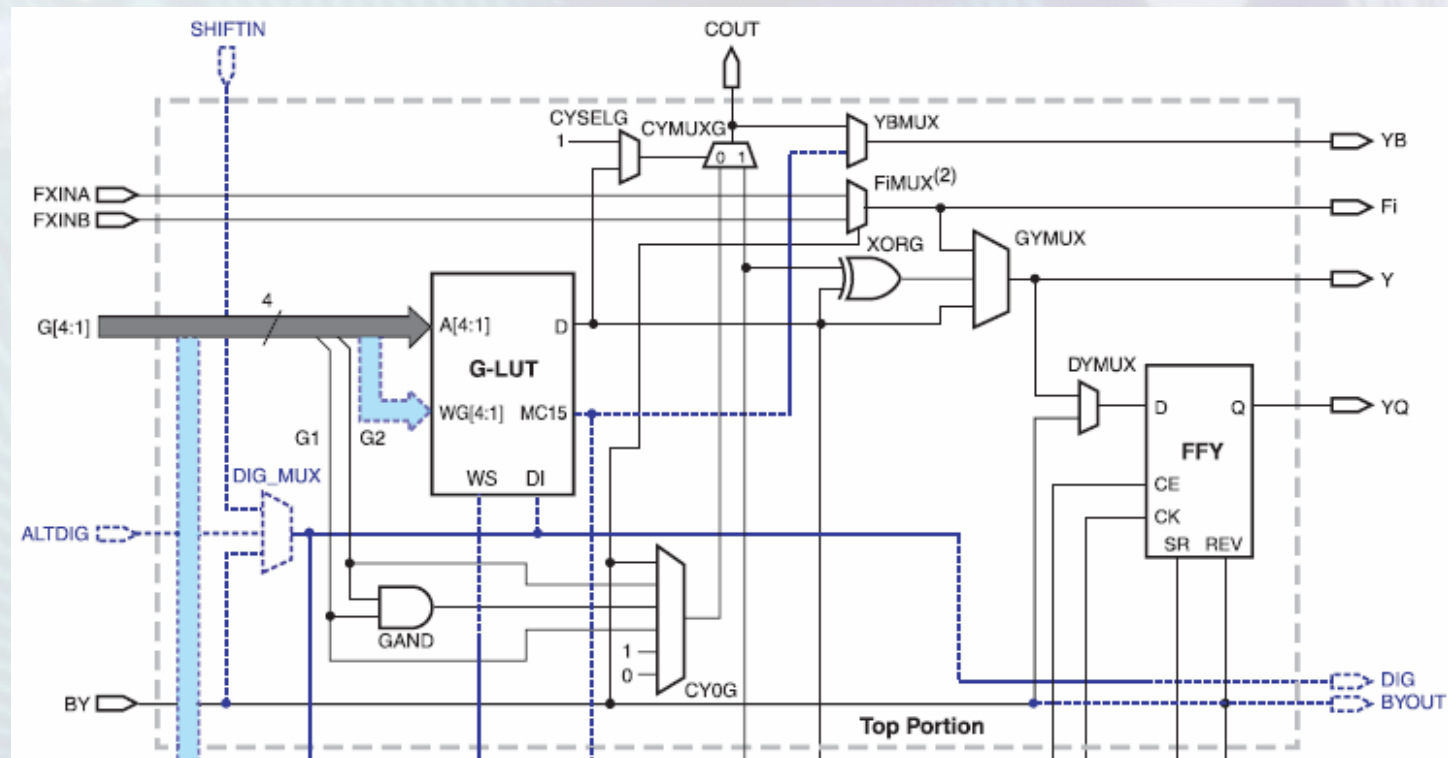 SHIFTIN
COUT
CYSELG
CYMUXG
YBMUX
1
0 1
YB
FXINA
FiMUX(2)
FXINB
Fi
XORG
GYMUX
Y
4
G[4:1]
A[4:1]
D
G-LUT
DYMUX
WG[4:1]
MC15
D
Q
YQ
G1
G2
FFY
DIG_MUX
WS
DI
CE
CK
ALTDIG
SR
REV
GAND
1
0
CY0G
DIG
BY
BYOUT
Top Portion